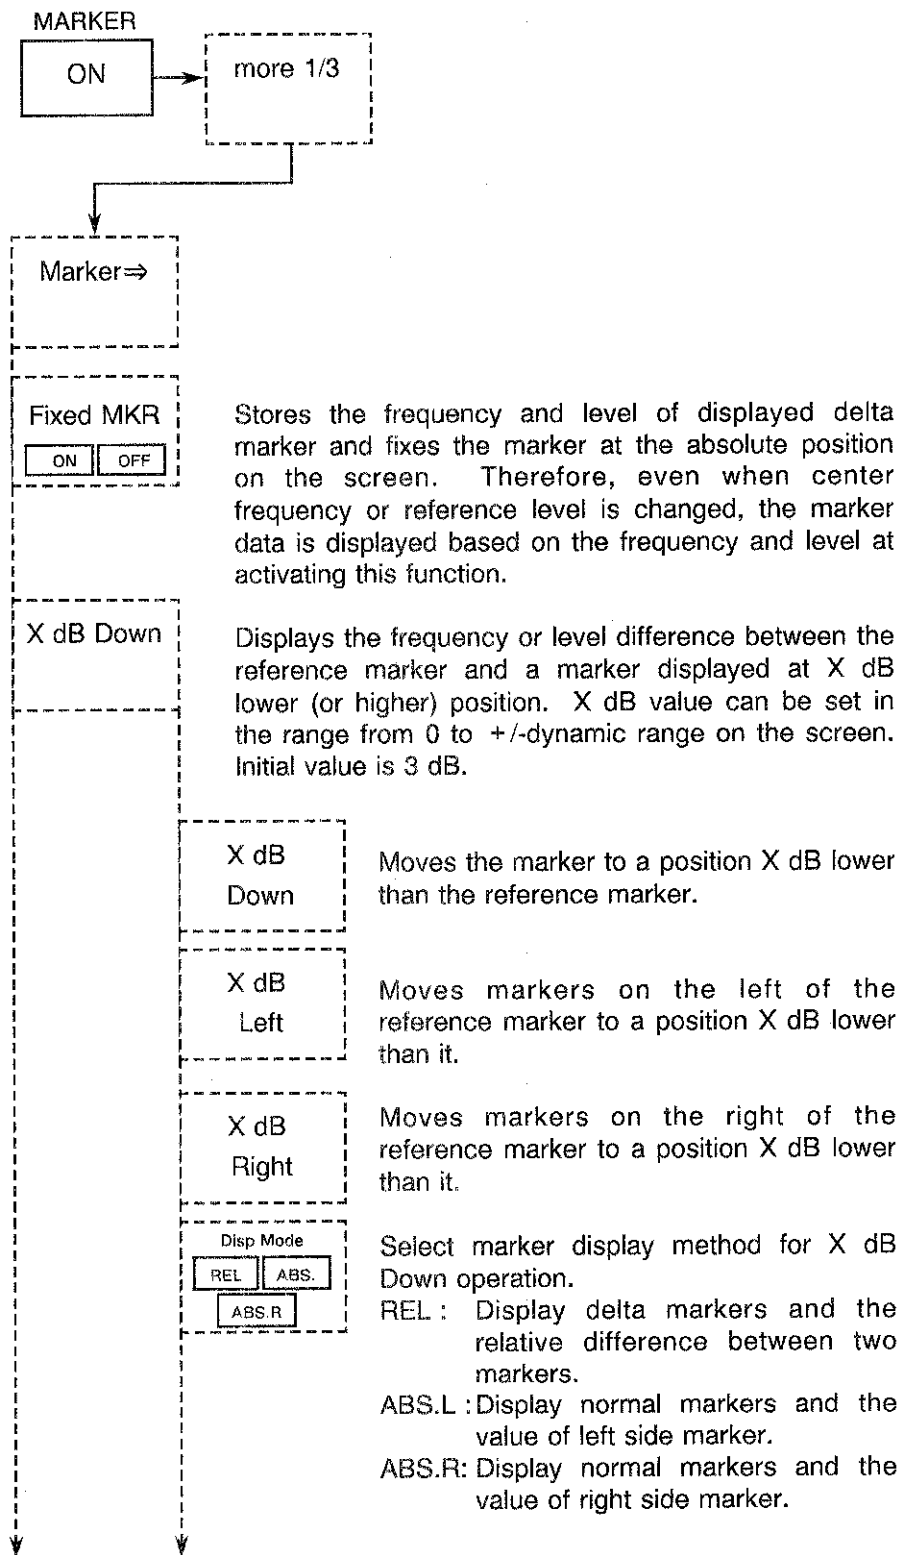 MARKER
ON
more 1/3
Marker⇒
Fixed MKR
ON OFF
Stores the frequency and level of displayed delta
marker and fixes the marker at the absolute position
on the screen. Therefore, even when center
frequency or reference level is changed, the marker
data is displayed based on the frequency and level at
activating this function.
X dB Down
Displays the frequency or level difference between the
reference marker and a marker displayed at X dB
lower (or higher) position. X dB value can be set in
the range from 0 to +/-dynamic range on the screen.
Initial value is 3 dB.
X dB
Down
Moves the marker to a position X dB lower
than the reference marker.
X dB
Left
Moves markers on the left of the
reference marker to a position X dB lower
than it.
X dB
Right
Moves markers on the right of the
reference marker to a position X dB lower
than it.
Disp Mode
REL ABS.
ABS.R
Select marker display method for X dB
Down operation.
REL : Display delta markers and the
relative difference between two
markers.
ABS.L : Display normal markers and the
value of left side marker.
ABS.R: Display normal markers and the
value of right side marker.